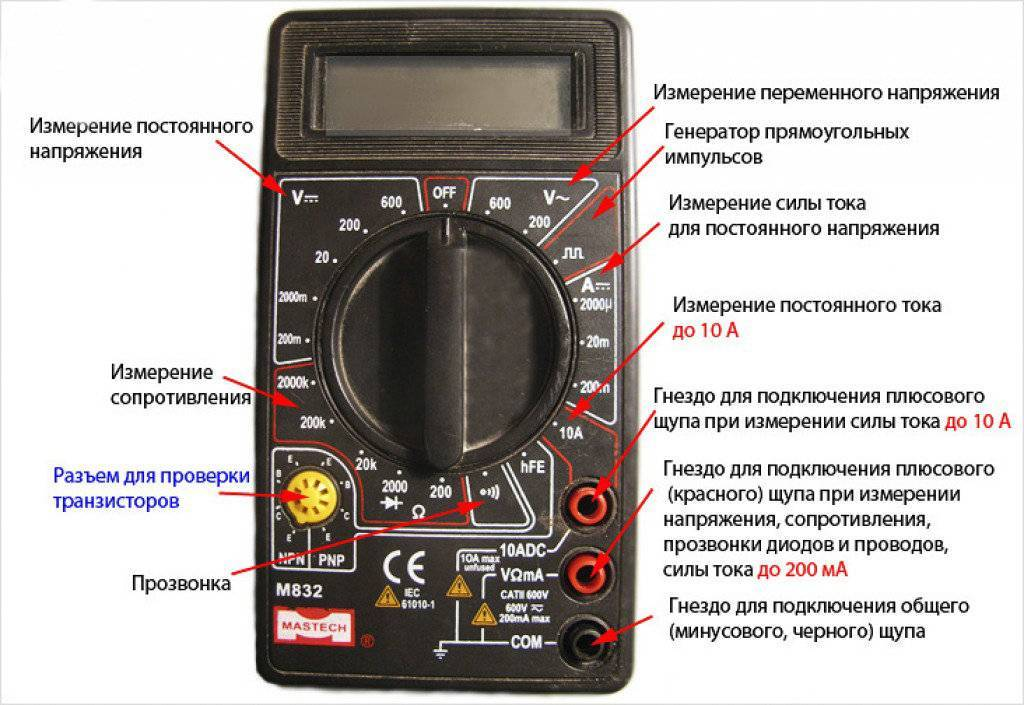 Измерение постоянного
напряжения
Измерение
сопротивления
Разъем для проверки
транзисторов
Прозвонка
Измерение переменного напряжения
Генератор прямоугольных
импульсов
Измерение силы тока
для постоянного напряжения
Измерение постоянного тока
до 10 А
Гнездо для подключения плюсового
щупа при измерении силы тока до 10 А
Гнездо для подключения плюсового
(красного) щупа при измерении
напряжения, сопротивления,
прозвонки диодов и проводов,
силы тока до 200 мА
Гнездо для подключения общего
(минусового, черного) щупа
V⎓ OFF V~
600 600
200 200
20
A⎓
2000m 2000µ
200m 20m
2000k 200m
200k 10A
20k hFE
2000 200
Ω
E E
B B
C C
E E
NPN PNP
10ADC
10A max
unfused
VΩmA
CE
IEC
61010-1
CATII 600V
600V ⎓
200mA max
M832
MASTECH ®
COM